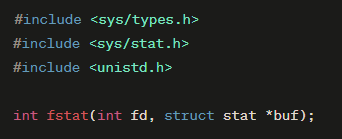 #include <sys/types.h>
#include <sys/stat.h>
#include <unistd.h>
int fstat(int fd, struct stat *buf);